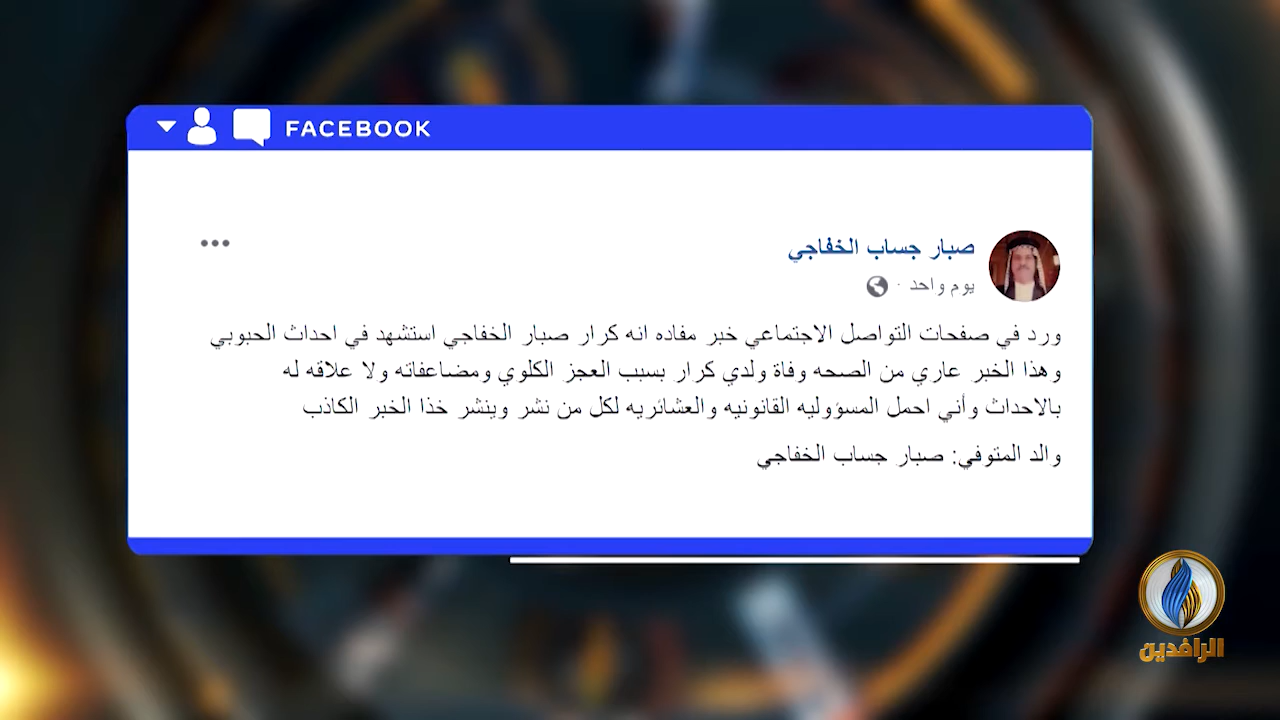 FACEBOOK
صبار جساب الخفاجي
يوم واحد ·
ورد في صفحات التواصل الاجتماعي خبر مفاده انه كرار صبار الخفاجي استشهد في احداث الحبوبي
وهذا الخبر عاري من الصحه وفاة ولدي كرار بسبب العجز الكلوي ومضاعفاته ولا علاقه له
بالاحداث وأني احمل المسؤوليه القانونيه والعشائريه لكل من نشر وينشر خذا الخبر الكاذب
والد المتوفي: صبار جساب الخفاجي
الرافدين